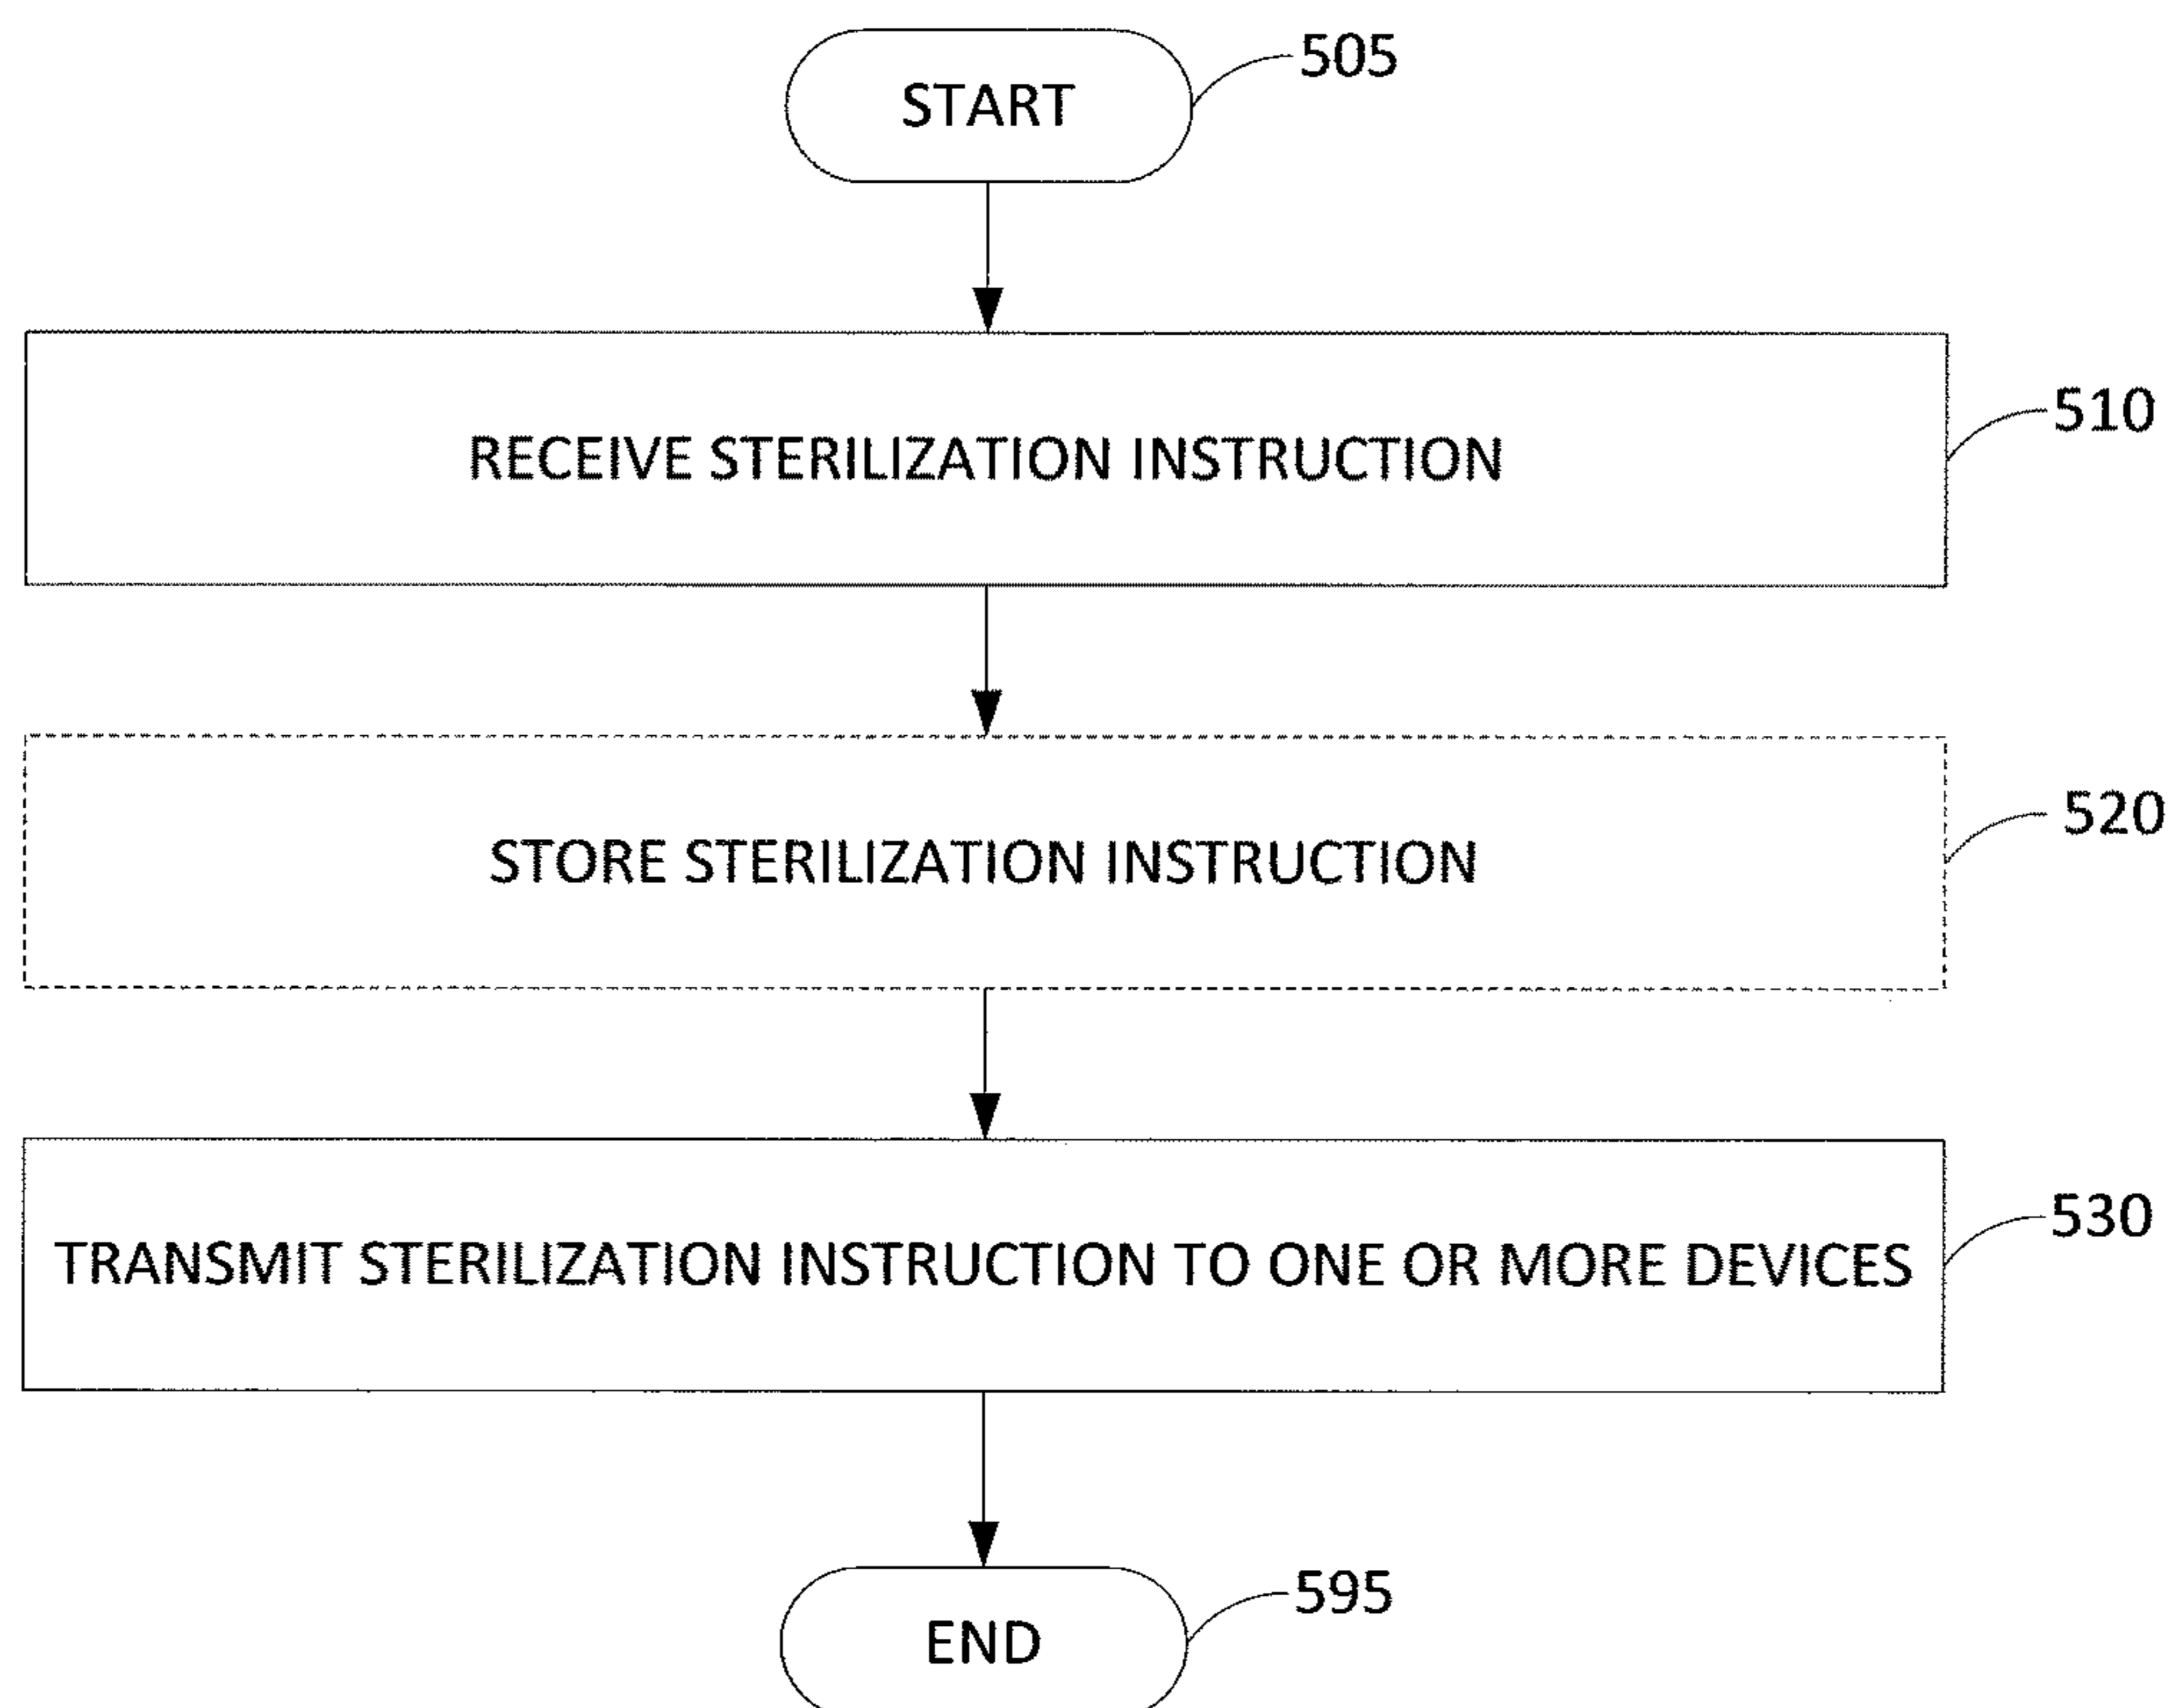 START
505
RECEIVE STERILIZATION INSTRUCTION
510
STORE STERILIZATION INSTRUCTION
520
TRANSMIT STERILIZATION INSTRUCTION TO ONE OR MORE DEVICES
530
END
595